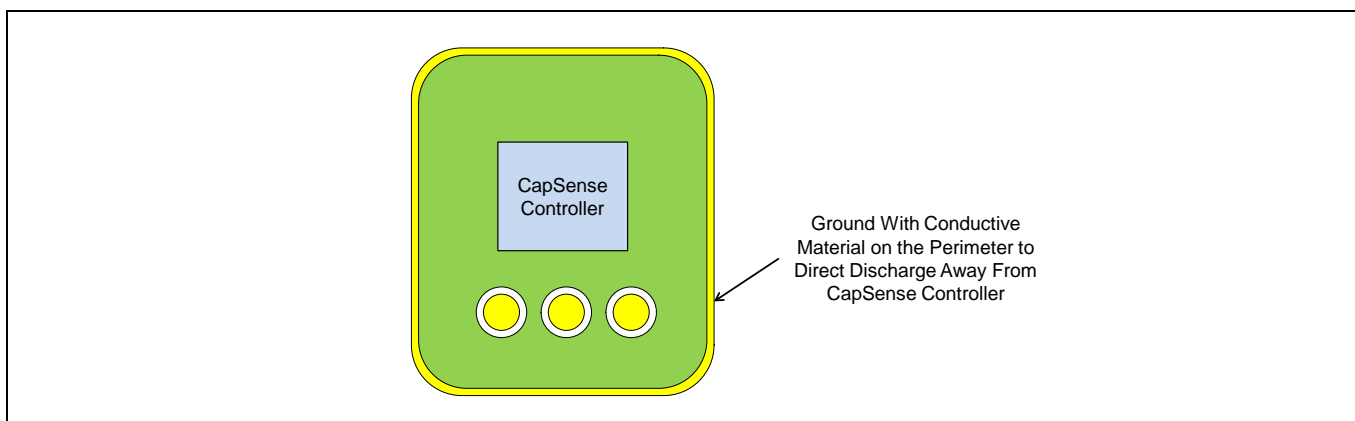 CapSense
Controller
Ground With Conductive
Material on the Perimeter to
Direct Discharge Away From
CapSense Controller